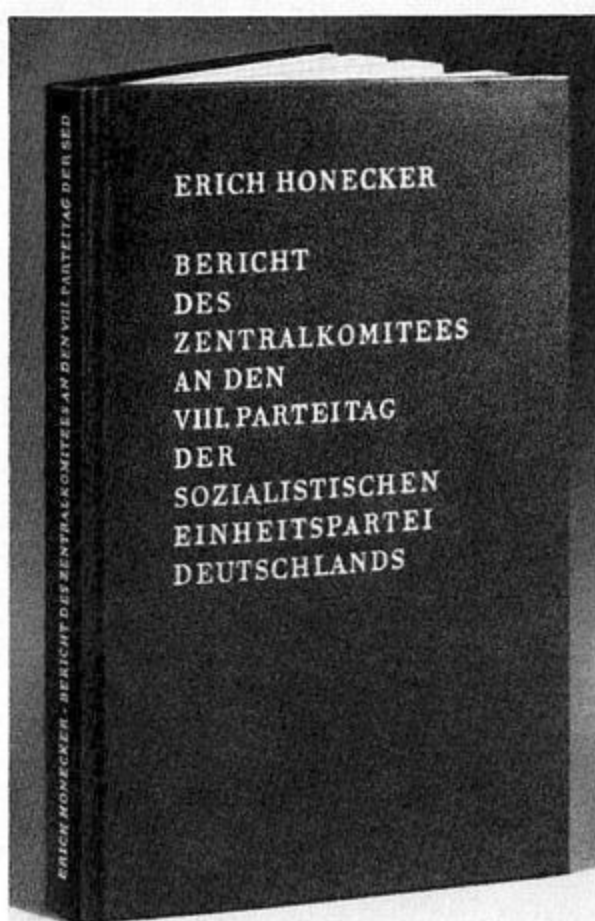 ERICH HONECKER
BERICHT
DES
ZENTRALKOMITEES
AN DEN
VIII. PARTEITAG
DER
SOZIALISTISCHEN
EINHEITSPARTEI
DEUTSCHLANDS
ERICH HONECKER · BERICHT DES ZENTRALKOMITEES AN DEN VIII. PARTEITAG DER SED